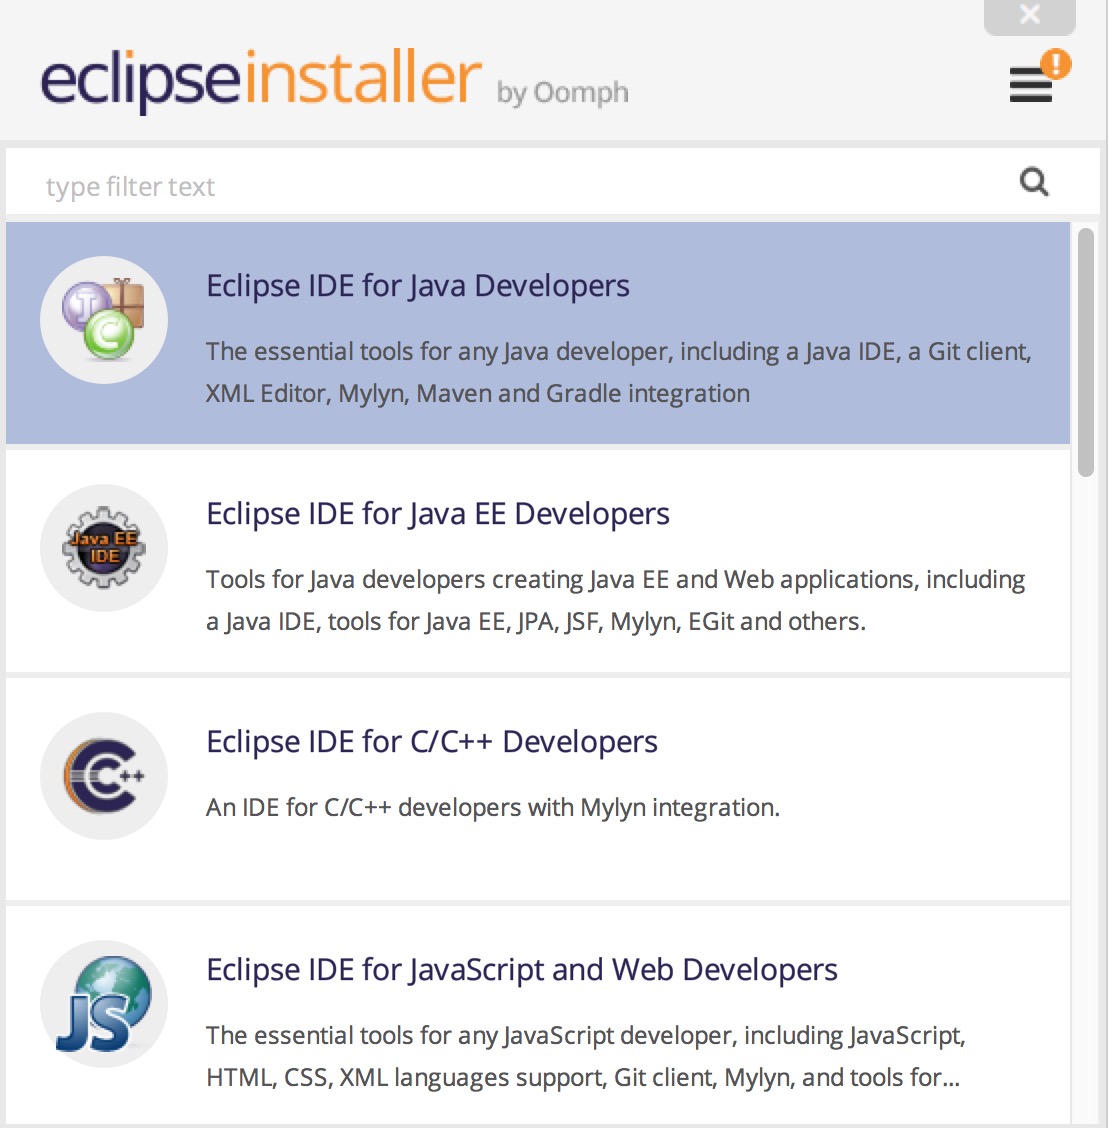 eclipseinstaller by Oomph
type filter text
Eclipse IDE for Java Developers
The essential tools for any Java developer, including a Java IDE, a Git client,
XML Editor, Mylyn, Maven and Gradle integration
Java EE
IDE
Eclipse IDE for Java EE Developers
Tools for Java developers creating Java EE and Web applications, including
a Java IDE, tools for Java EE, JPA, JSF, Mylyn, EGit and others.
C++
Eclipse IDE for C/C++ Developers
An IDE for C/C++ developers with Mylyn integration.
JS
Eclipse IDE for JavaScript and Web Developers
The essential tools for any JavaScript developer, including JavaScript,
HTML, CSS, XML languages support, Git client, Mylyn, and tools for...